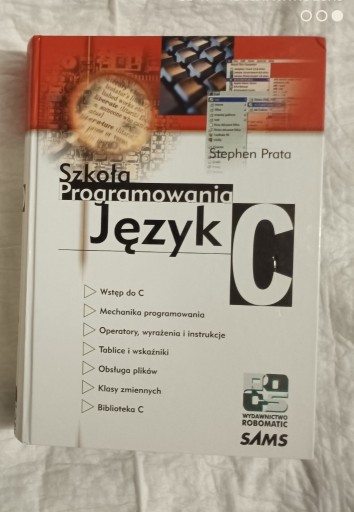 Stephen Prata
Szkoła
Programowania
Język C
Wstęp do C
Mechanika programowania
Operatory, wyrażenia i instrukcje
Tablice i wskaźniki
Obsługa plików
Klasy zmiennych
Biblioteka C
WYDAWNICTWO
ROBOMATIC
SAMS